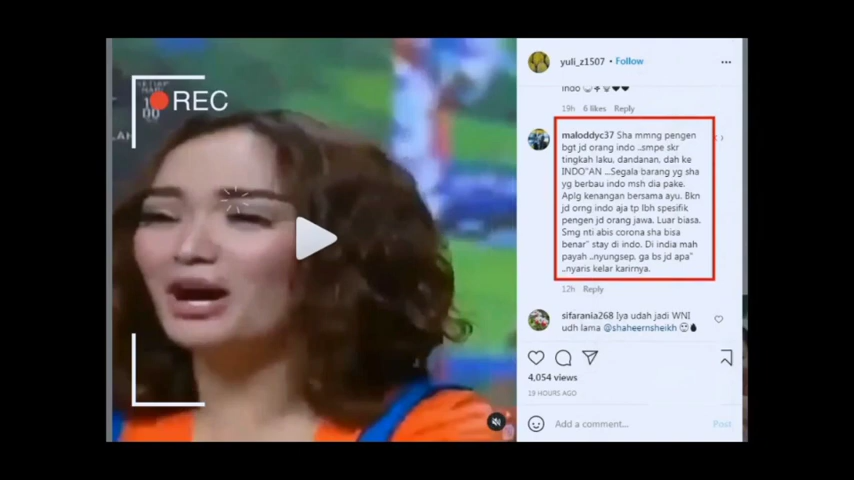 REC
00
yuli_z1507 • Follow
indo
19h 6 likes Reply
maloddyc37 Sha mmng pengen
bgt jd orang indo ..smpe skr
tingkah laku, dandanan, dah ke
INDO"AN ...Segala barang yg sha
yg berbau indo msh dia pake.
Aplg kenangan bersama ayu. Bkn
jd orng indo aja tp lbh spesifik
pengen jd orang jawa. Luar biasa.
Smg nti abis corona sha bisa
benar" stay di indo. Di india mah
payah ..nyungsep, ga bs jd apa"
..nyaris kelar karirnya.
12h Reply
sifarania268 Iya udah jadi WNI
udh lama @shaheernsheikh
4,054 views
19 HOURS AGO
Add a comment... Post